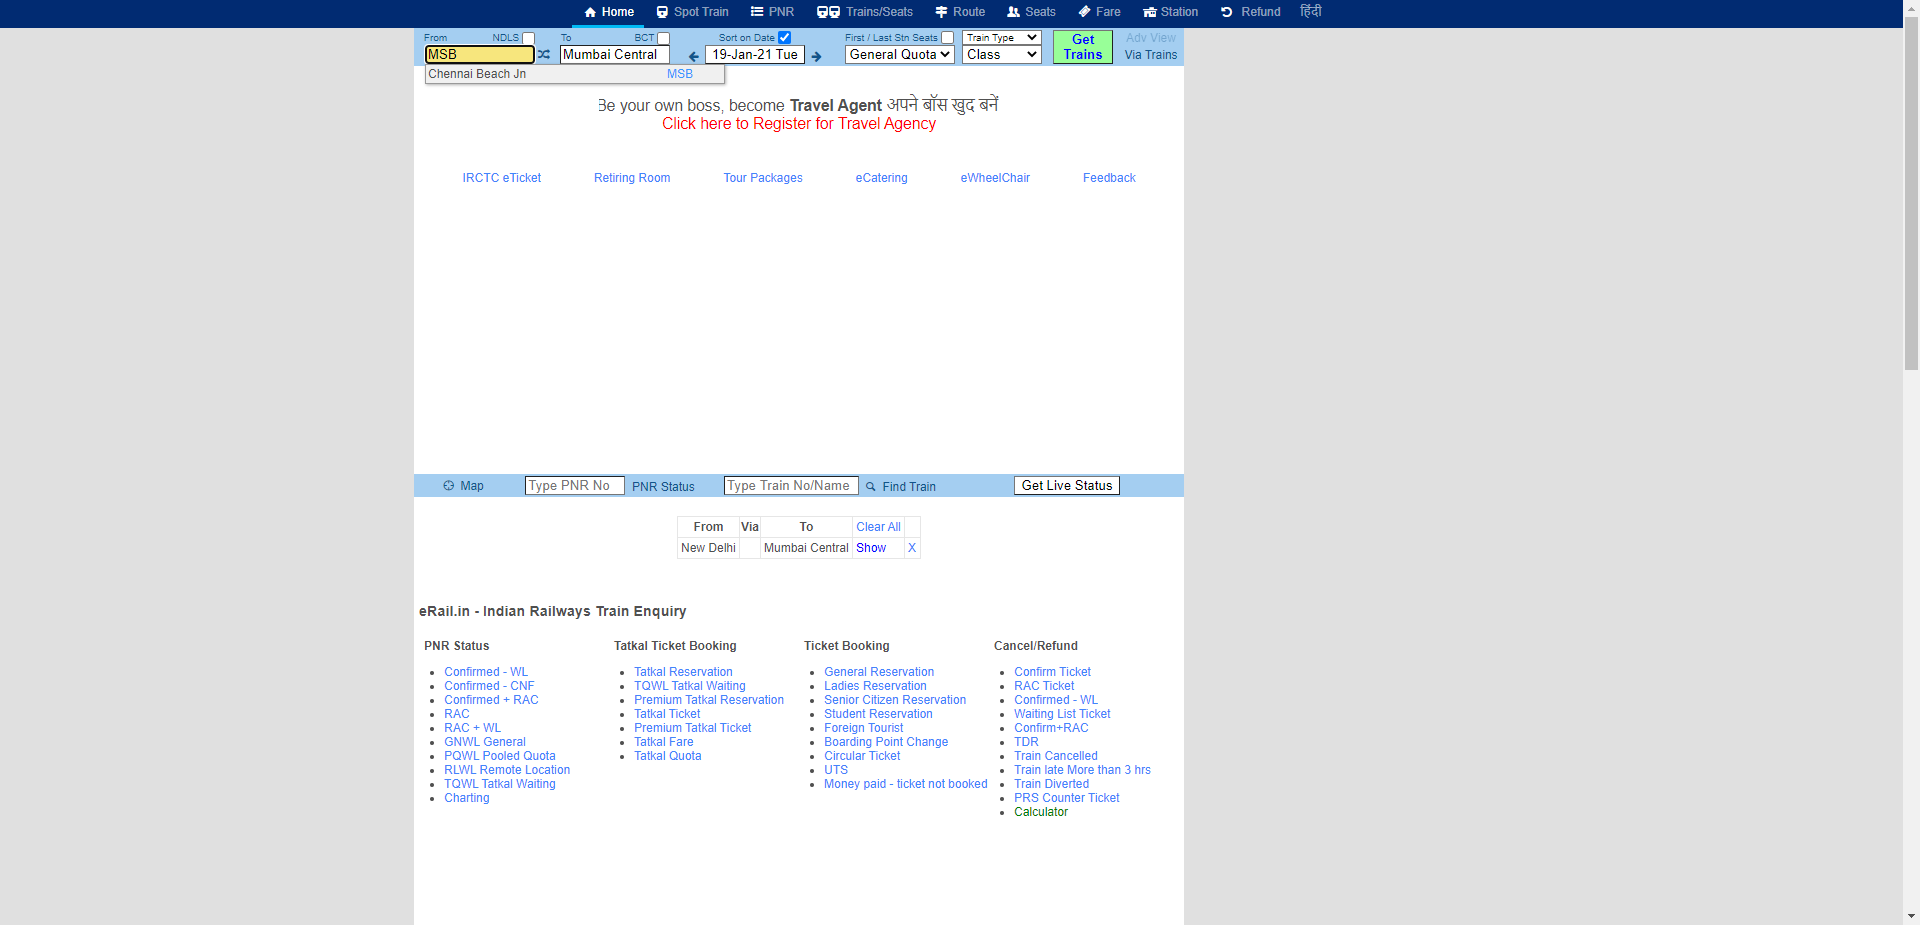 Home Spot Train PNR Trains/Seats Route Seats Fare Station Refund हिंदी
From NDLS To BCT Sort on Date First / Last Stn Seats Train Type Get Trains Adv View
MSB Mumbai Central 19-Jan-21 Tue General Quota Class Via Trains
Chennai Beach Jn MSB
Be your own boss, become Travel Agent अपने बॉस खुद बनें
Click here to Register for Travel Agency
IRCTC eTicket Retiring Room Tour Packages eCatering eWheelChair Feedback
Map Type PNR No PNR Status Type Train No/Name Find Train Get Live Status
From Via To Clear All
New Delhi Mumbai Central Show X
eRail.in - Indian Railways Train Enquiry
PNR Status
Confirmed - WL
Confirmed - CNF
Confirmed + RAC
RAC
RAC + WL
GNWL General
PQWL Pooled Quota
RLWL Remote Location
TQWL Tatkal Waiting
Charting
Tatkal Ticket Booking
Tatkal Reservation
TQWL Tatkal Waiting
Premium Tatkal Reservation
Tatkal Ticket
Premium Tatkal Ticket
Tatkal Fare
Tatkal Quota
Ticket Booking
General Reservation
Ladies Reservation
Senior Citizen Reservation
Student Reservation
Foreign Tourist
Boarding Point Change
Circular Ticket
UTS
Money paid - ticket not booked
Cancel/Refund
Confirm Ticket
RAC Ticket
Confirmed - WL
Waiting List Ticket
Confirm+RAC
TDR
Train Cancelled
Train late More than 3 hrs
Train Diverted
PRS Counter Ticket
Calculator